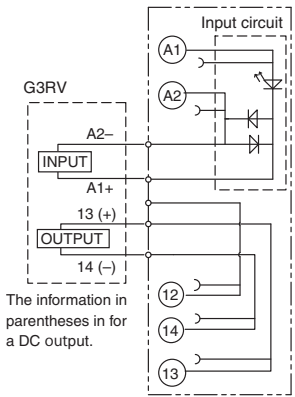 Input circuit
A1
G3RV
A2
A2–
INPUT
A1+
13 (+)
OUTPUT
14 (–)
The information in
parentheses in for
a DC output.
12
14
13